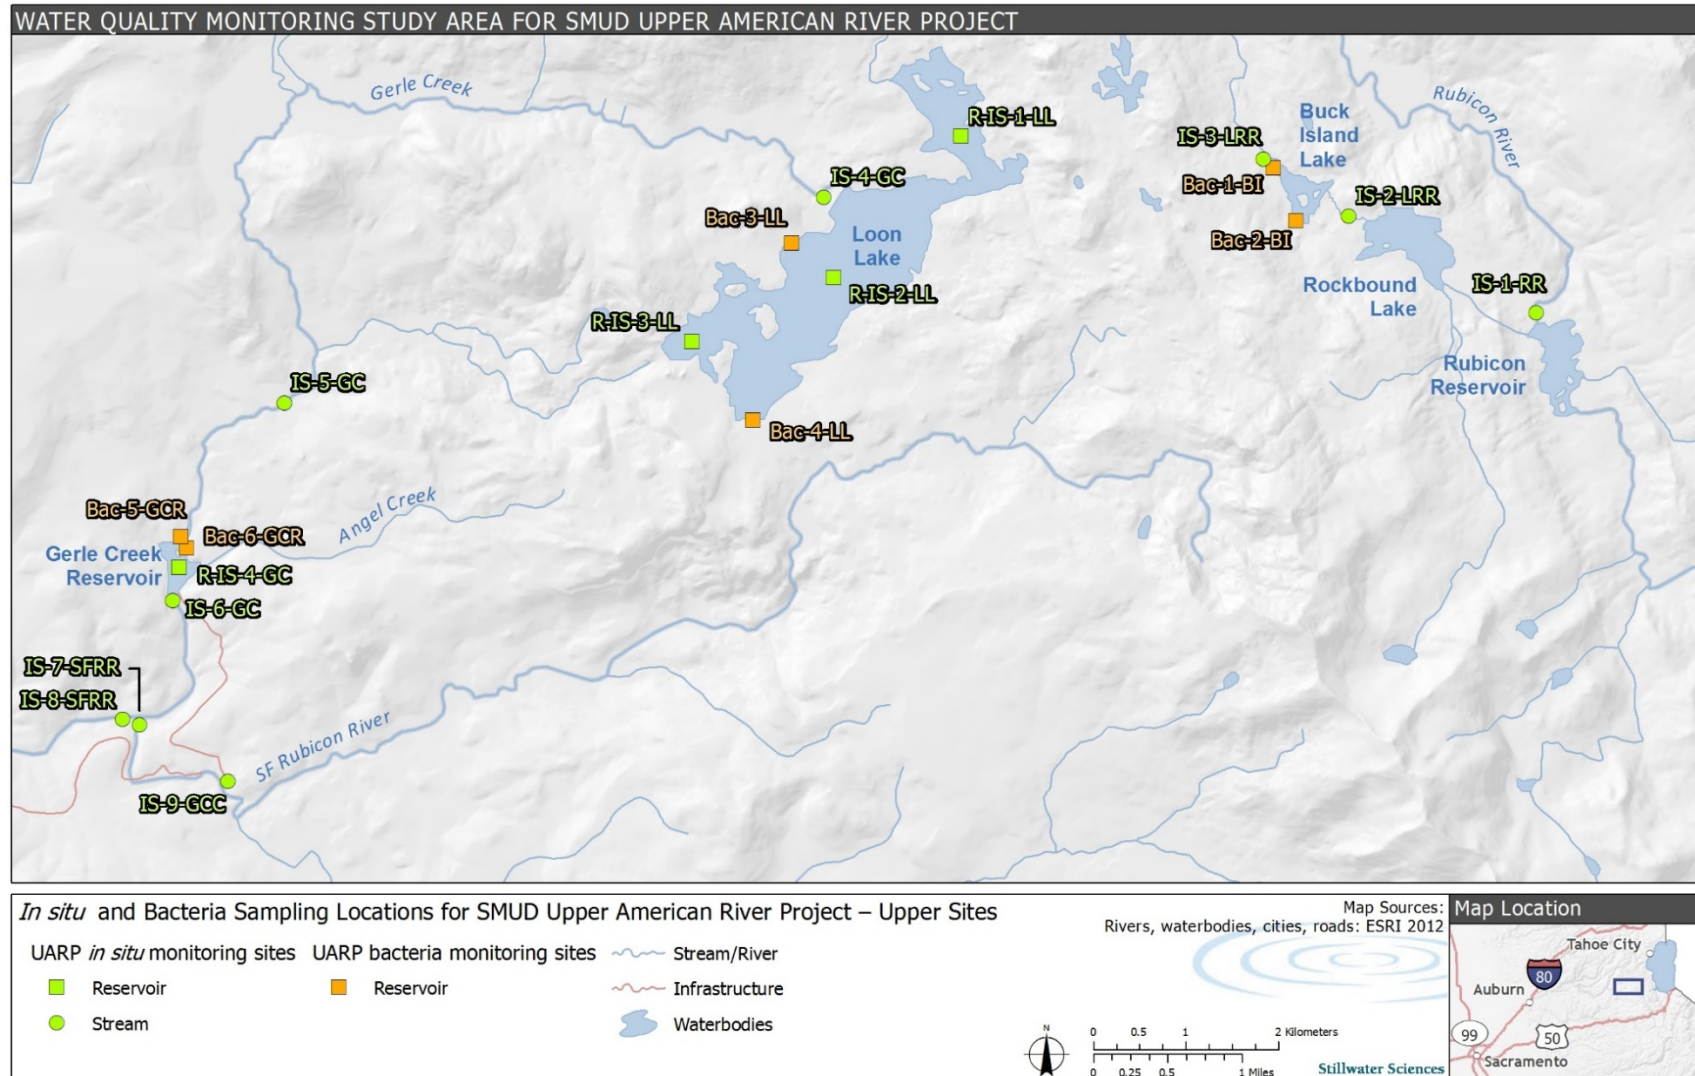 WATER QUALITY MONITORING STUDY AREA FOR SMUD UPPER AMERICAN RIVER PROJECT
Gerle Creek
Rubicon River
R-IS-1-LL
Buck
Island
Lake
IS-3-LRR
Bac-1-BI
IS-4-GC
IS-2-LRR
Bac-3-LL
Bac-2-BI
Loon
Lake
R-IS-2-LL
Rockbound
Lake
IS-1-RR
R-IS-3-LL
Rubicon
Reservoir
IS-5-GC
Bac-4-LL
Angel Creek
Bac-5-GCR
Bac-6-GCR
Gerle Creek
Reservoir
R-IS-4-GC
IS-6-GC
IS-7-SFRR
IS-8-SFRR
SF Rubicon River
IS-9-GCC
In situ and Bacteria Sampling Locations for SMUD Upper American River Project – Upper Sites
UARP in situ monitoring sites
Reservoir
Stream
UARP bacteria monitoring sites
Reservoir
Stream/River
Infrastructure
Waterbodies
Map Sources:
Rivers, waterbodies, cities, roads: ESRI 2012
N
0 0.5 1 2 Kilometers
0 0.25 0.5 1 Miles
Stillwater Sciences
Map Location
Tahoe City
80
Auburn
99
50
Sacramento